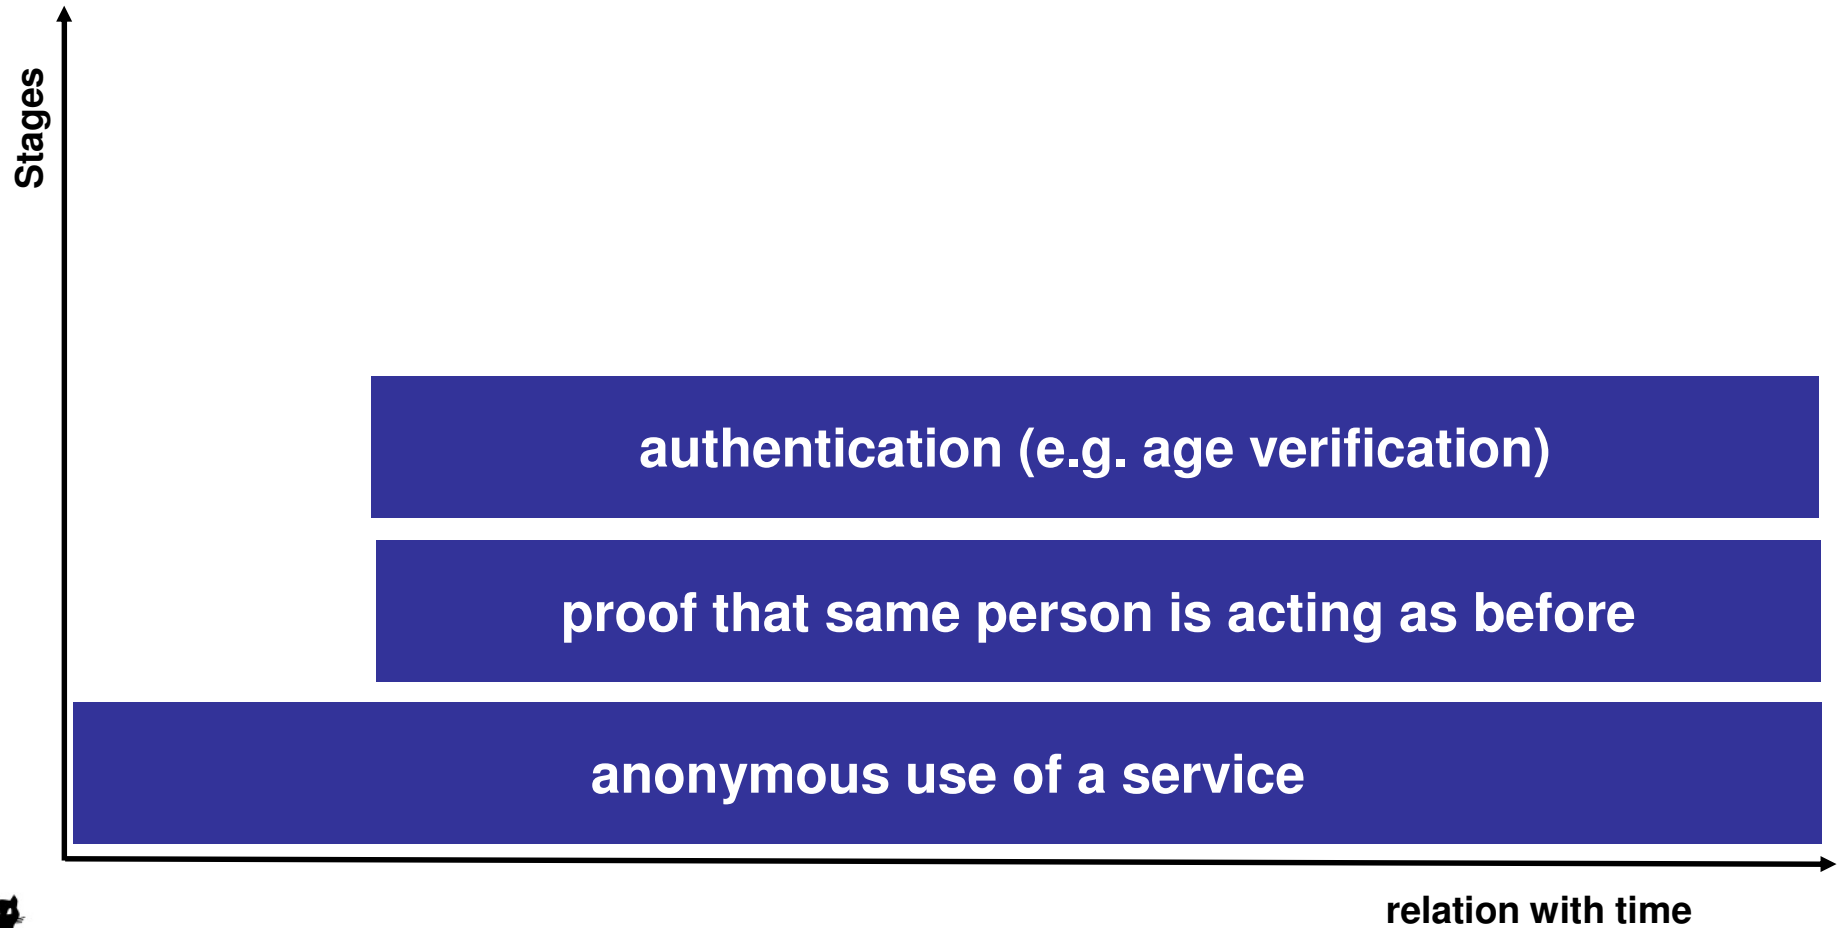 Stages
authentication (e.g. age verification)
proof that same person is acting as before
anonymous use of a service
relation with time